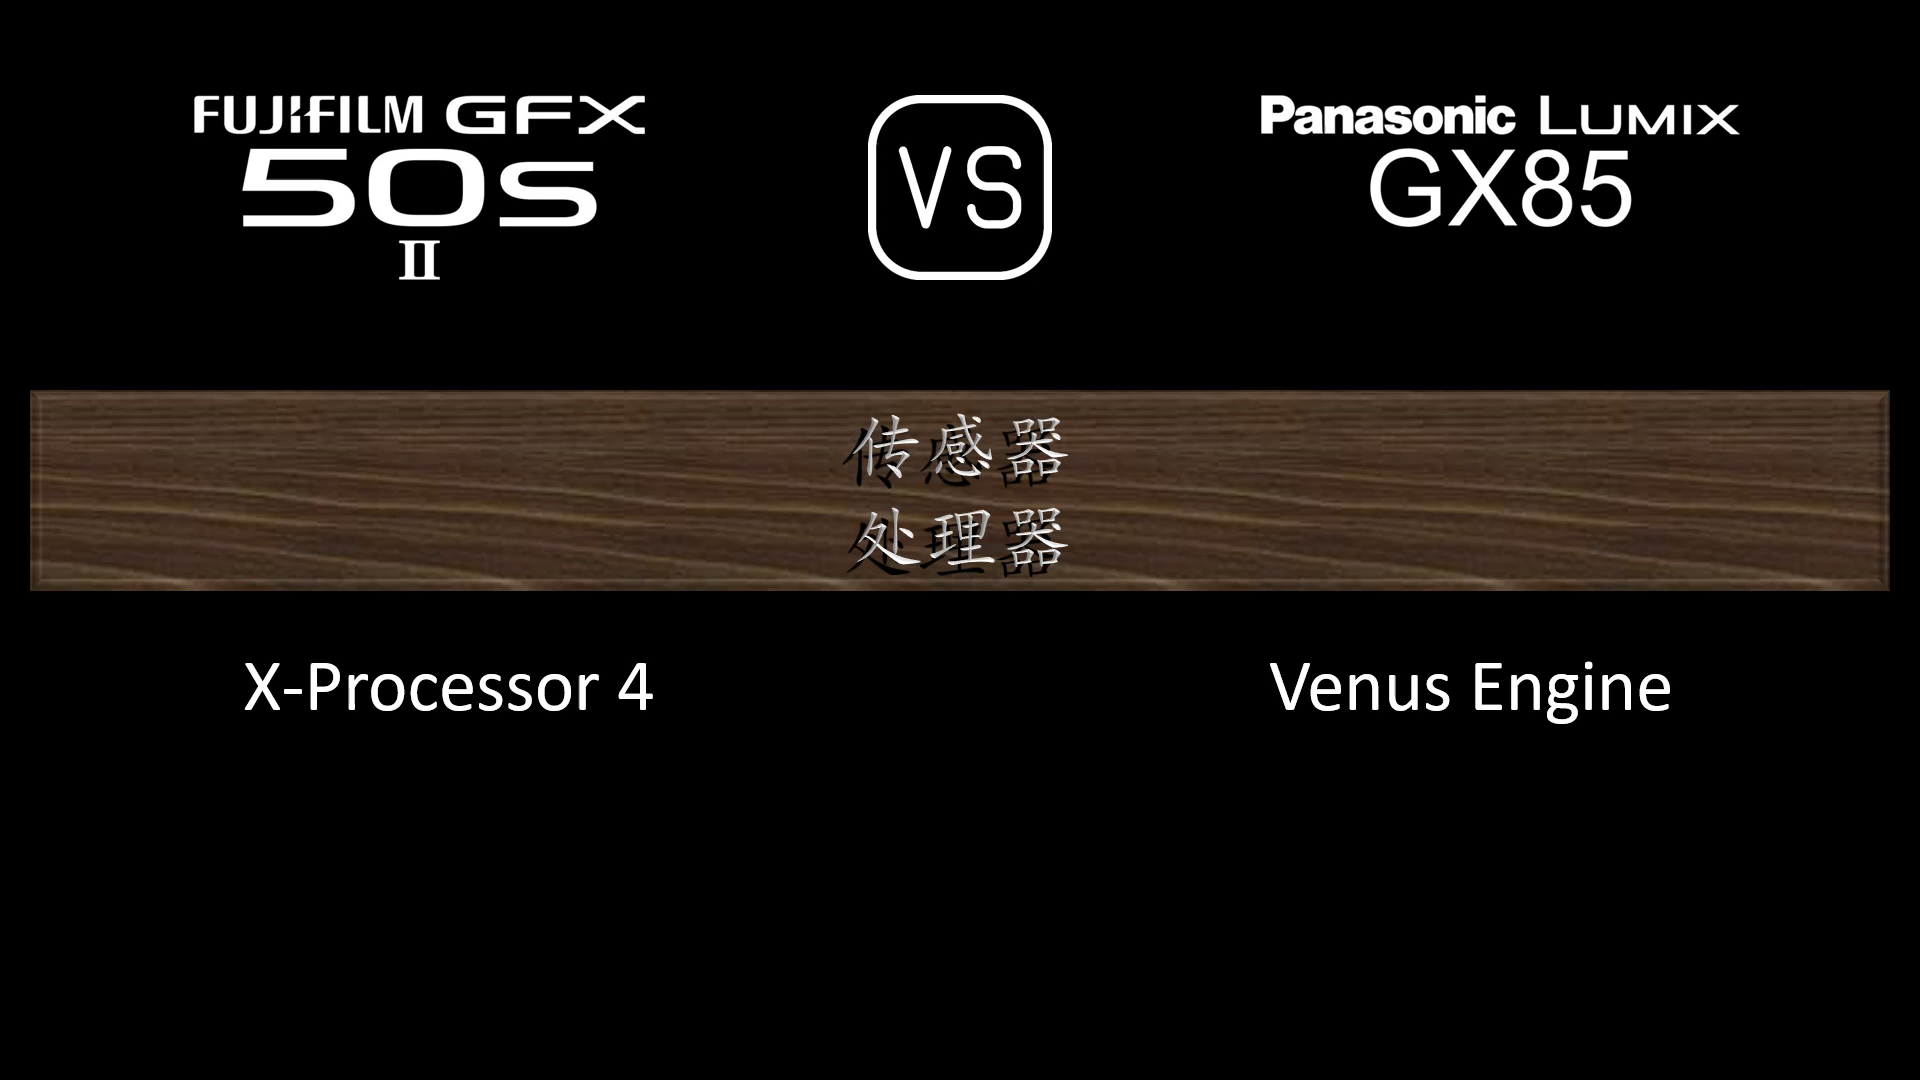 FUJIFILM GFX
50S
II
VS
Panasonic LUMIX
GX85
传感器
处理器
X-Processor 4
Venus Engine